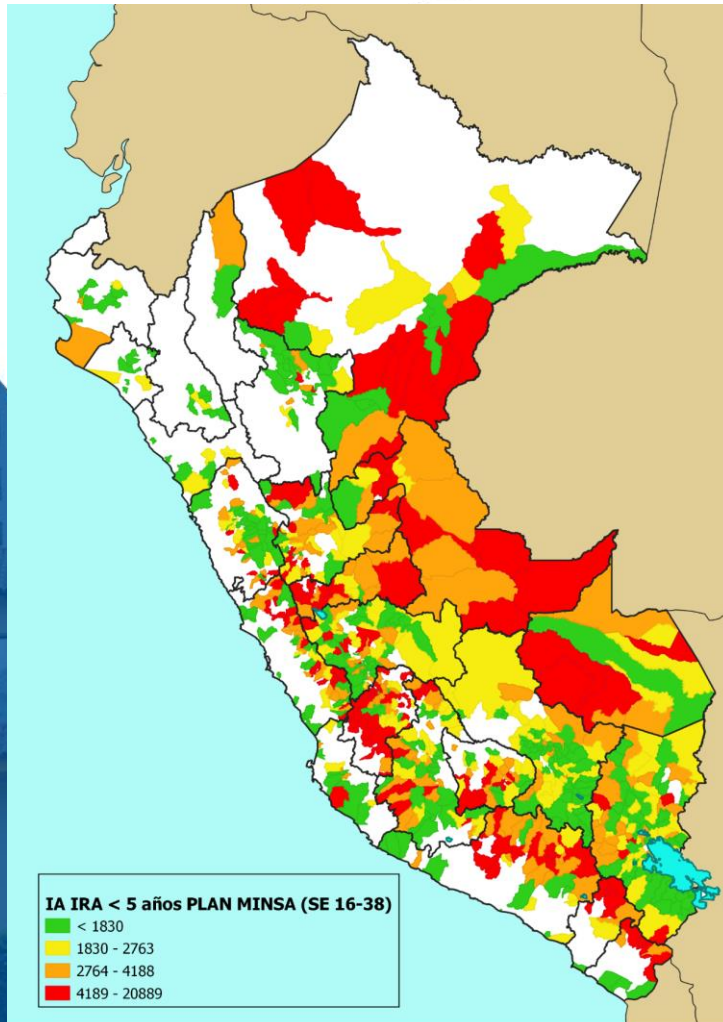 IA IRA < 5 años PLAN MINSA (SE 16-38)
< 1830
1830 - 2763
2764 - 4188
4189 - 20889